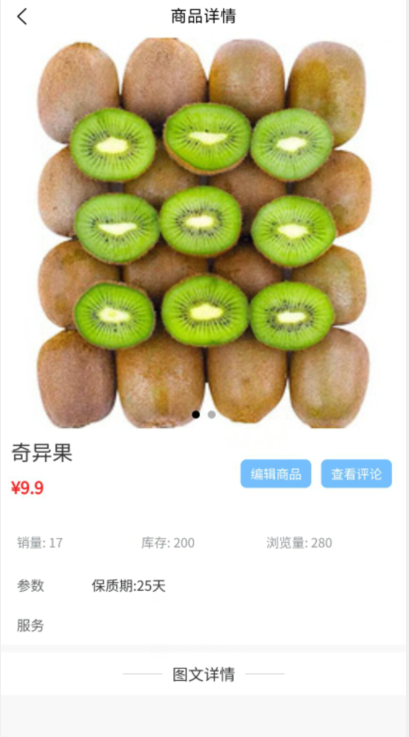 商品详情
奇异果
¥9.9
编辑商品 查看评论
销量: 17 库存: 200 浏览量: 280
参数 保质期:25天
服务
图文详情